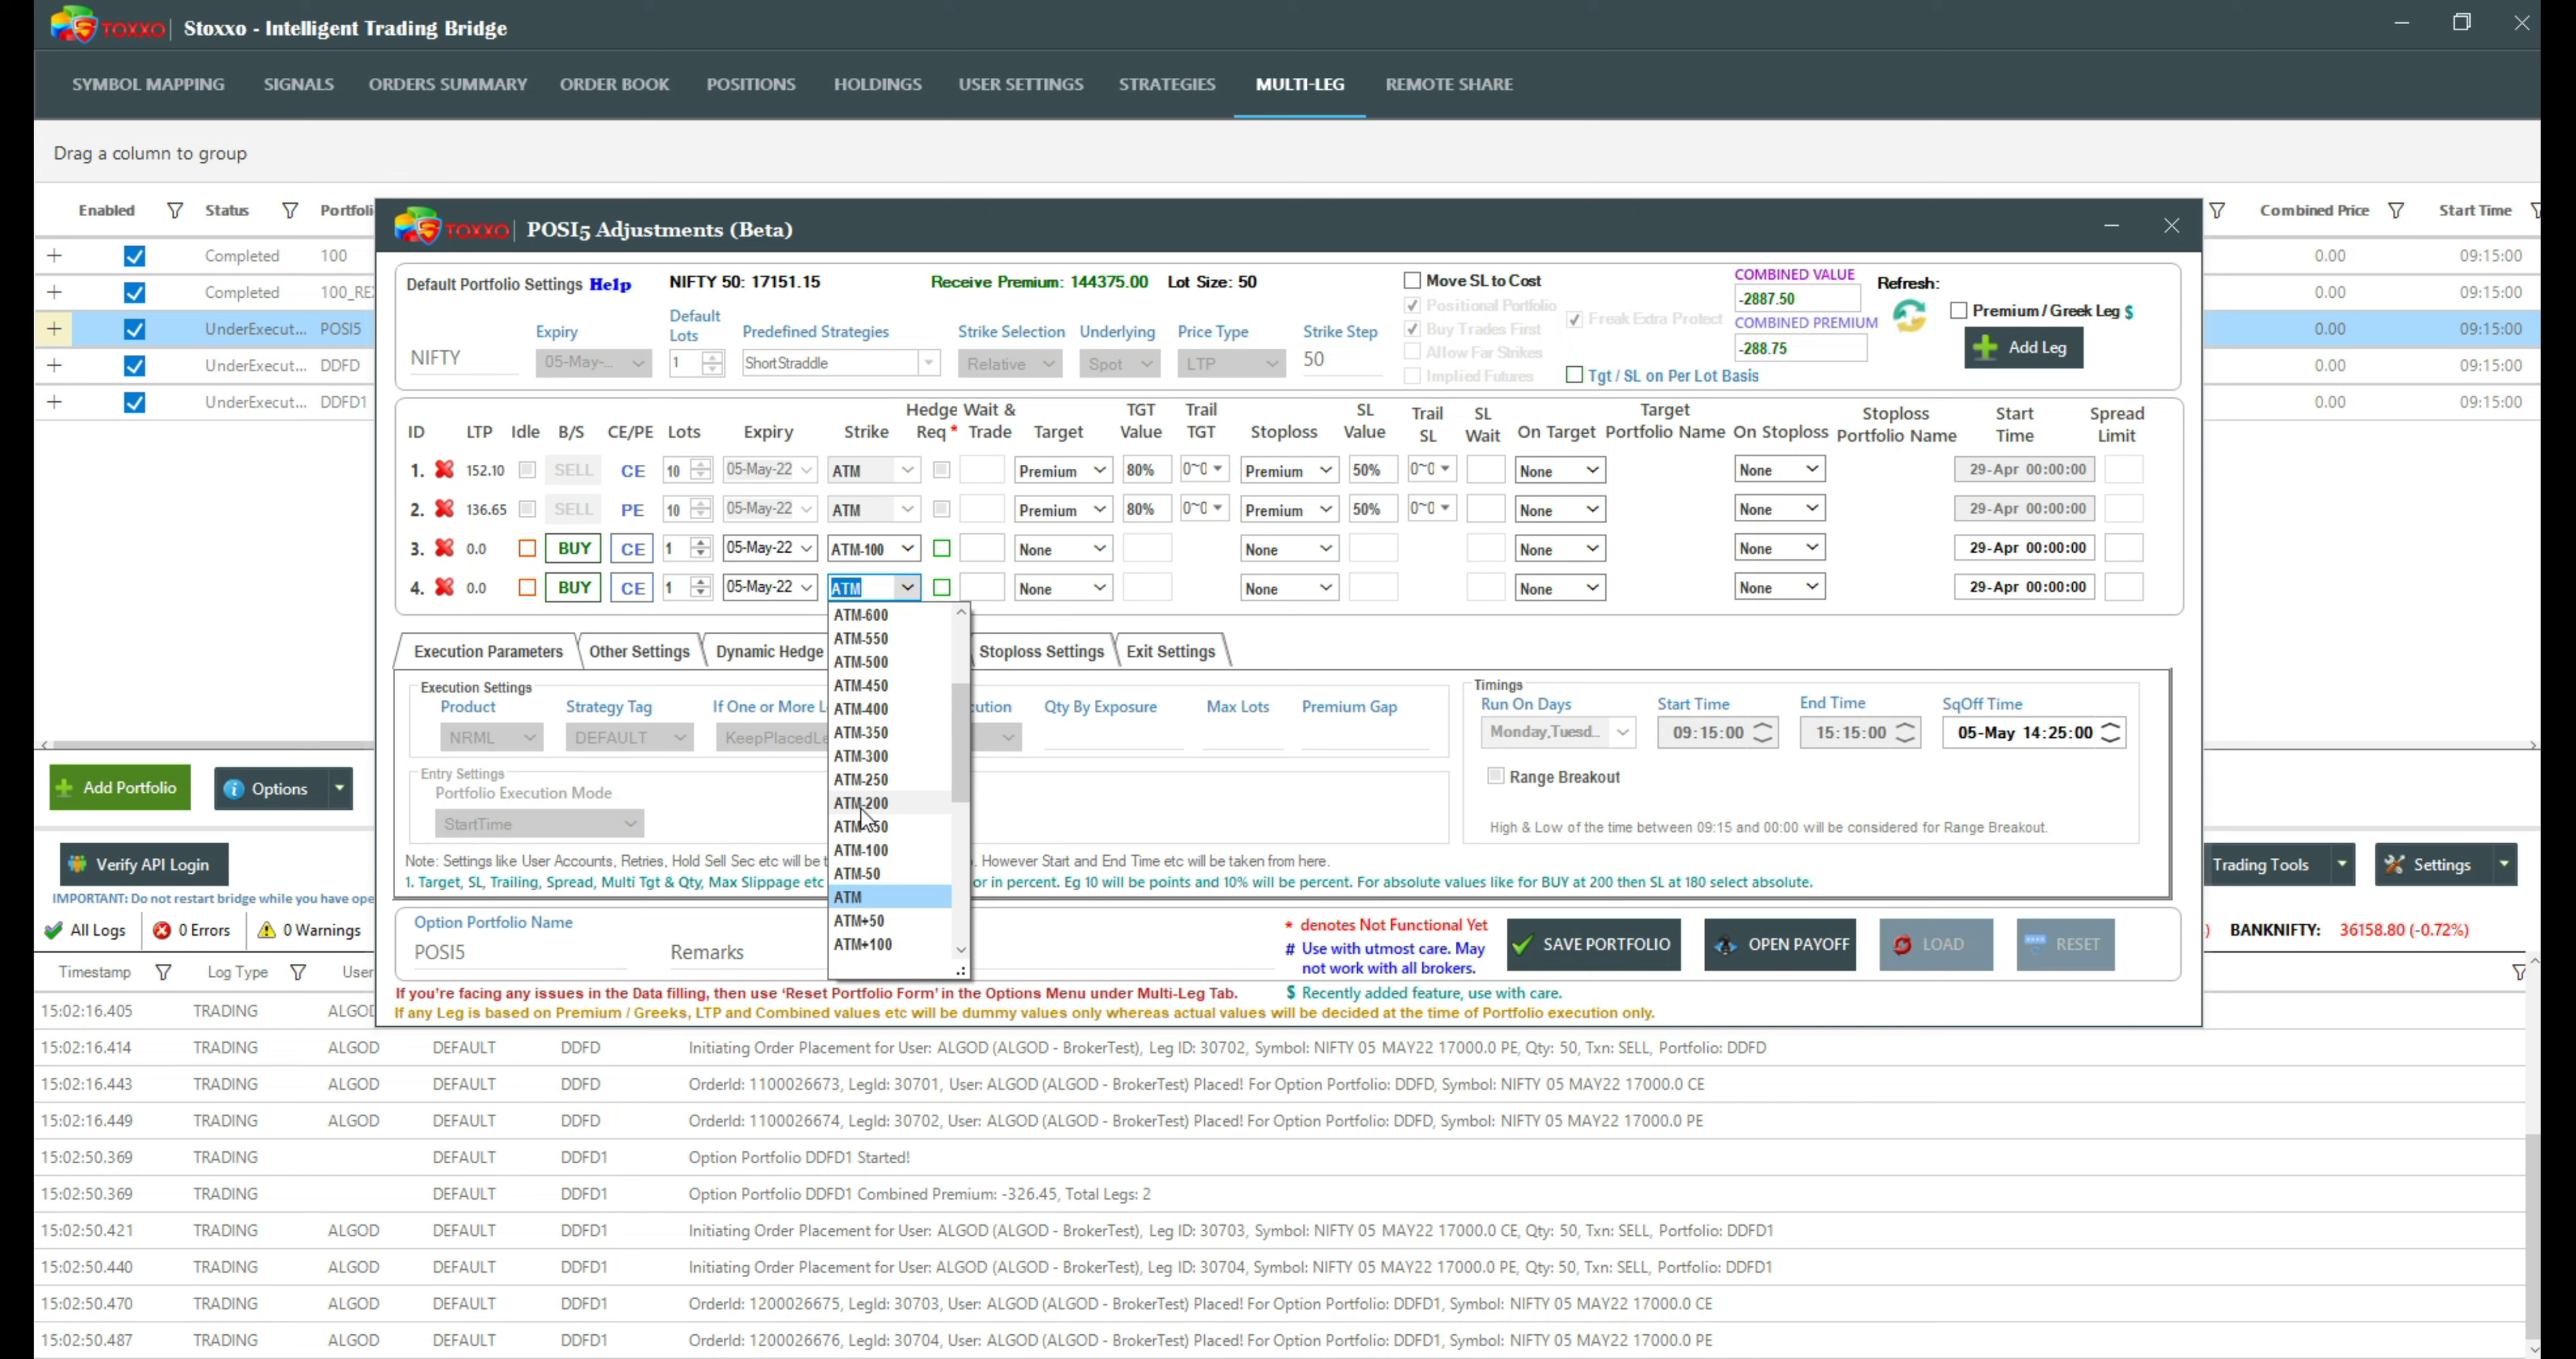 TOXXO | Stoxxo - Intelligent Trading Bridge
SYMBOL MAPPING SIGNALS ORDERS SUMMARY ORDER BOOK POSITIONS HOLDINGS USER SETTINGS STRATEGIES MULTI-LEG REMOTE SHARE
Drag a column to group
Enabled Status Portfoli Combined Price Start Time
Completed 100 0.00 09:15:00
Completed 100_RE 0.00 09:15:00
UnderExecut... POSI5 0.00 09:15:00
UnderExecut... DDFD 0.00 09:15:00
UnderExecut... DDFD1 0.00 09:15:00
TOXXO | POSI5 Adjustments (Beta)
Default Portfolio Settings Help NIFTY 50: 17151.15 Receive Premium: 144375.00 Lot Size: 50
Move SL to Cost
Positional Portfolio
Buy Trades First
Allow Far Strikes
Implied Futures
Freak Extra Protect
Tgt / SL on Per Lot Basis
COMBINED VALUE
-2887.50
COMBINED PREMIUM
-288.75
Refresh:
Premium / Greek Leg $
Add Leg
Expiry Default Lots Predefined Strategies Strike Selection Underlying Price Type Strike Step
NIFTY 05-May-... 1 ShortStraddle Relative Spot LTP 50
ID LTP Idle B/S CE/PE Lots Expiry Strike Hedge Req * Wait & Trade Target TGT Value Trail TGT Stoploss SL Value Trail SL SL Wait On Target Target Portfolio Name On Stoploss Stoploss Portfolio Name Start Time Spread Limit
1. 152.10 SELL CE 10 05-May-22 ATM Premium 80% 0~0 Premium 50% 0~0 None None 29-Apr 00:00:00
2. 136.65 SELL PE 10 05-May-22 ATM Premium 80% 0~0 Premium 50% 0~0 None None 29-Apr 00:00:00
3. 0.0 BUY CE 1 05-May-22 ATM-100 None None None None 29-Apr 00:00:00
4. 0.0 BUY CE 1 05-May-22 ATM None None None None 29-Apr 00:00:00
ATM-600
ATM-550
ATM-500
ATM-450
ATM-400
ATM-350
ATM-300
ATM-250
ATM-200
ATM-100
ATM-50
ATM
ATM+50
ATM+100
Execution Parameters Other Settings Dynamic Hedge Stoploss Settings Exit Settings
Execution Settings
Product Strategy Tag If One or More L cution Qty By Exposure Max Lots Premium Gap
NRML DEFAULT KeepPlacedLe
Entry Settings
Portfolio Execution Mode
StartTime
Timings
Run On Days Start Time End Time SqOff Time
Monday,Tuesd... 09:15:00 15:15:00 05-May 14:25:00
Range Breakout
High & Low of the time between 09:15 and 00:00 will be considered for Range Breakout.
Note: Settings like User Accounts, Retries, Hold Sell Sec etc will be t . However Start and End Time etc will be taken from here.
1. Target, SL, Trailing, Spread, Multi Tgt & Qty, Max Slippage etc or in percent. Eg 10 will be points and 10% will be percent. For absolute values like for BUY at 200 then SL at 180 select absolute.
Option Portfolio Name
POSI5 Remarks
* denotes Not Functional Yet
# Use with utmost care. May
not work with all brokers.
SAVE PORTFOLIO OPEN PAYOFF LOAD RESET
If you're facing any issues in the Data filling, then use 'Reset Portfolio Form' in the Options Menu under Multi-Leg Tab. $ Recently added feature, use with care.
If any Leg is based on Premium / Greeks, LTP and Combined values etc will be dummy values only whereas actual values will be decided at the time of Portfolio execution only.
Add Portfolio Options
Verify API Login Trading Tools Settings
IMPORTANT: Do not restart bridge while you have ope
All Logs 0 Errors 0 Warnings ) BANKNIFTY: 36158.80 (-0.72%)
Timestamp Log Type User
15:02:16.405 TRADING ALGOD
15:02:16.414 TRADING ALGOD DEFAULT DDFD Initiating Order Placement for User: ALGOD (ALGOD - BrokerTest), Leg ID: 30702, Symbol: NIFTY 05 MAY22 17000.0 PE, Qty: 50, Txn: SELL, Portfolio: DDFD
15:02:16.443 TRADING ALGOD DEFAULT DDFD OrderId: 1100026673, LegId: 30701, User: ALGOD (ALGOD - BrokerTest) Placed! For Option Portfolio: DDFD, Symbol: NIFTY 05 MAY22 17000.0 CE
15:02:16.449 TRADING ALGOD DEFAULT DDFD OrderId: 1100026674, LegId: 30702, User: ALGOD (ALGOD - BrokerTest) Placed! For Option Portfolio: DDFD, Symbol: NIFTY 05 MAY22 17000.0 PE
15:02:50.369 TRADING DEFAULT DDFD1 Option Portfolio DDFD1 Started!
15:02:50.369 TRADING DEFAULT DDFD1 Option Portfolio DDFD1 Combined Premium: -326.45, Total Legs: 2
15:02:50.421 TRADING ALGOD DEFAULT DDFD1 Initiating Order Placement for User: ALGOD (ALGOD - BrokerTest), Leg ID: 30703, Symbol: NIFTY 05 MAY22 17000.0 CE, Qty: 50, Txn: SELL, Portfolio: DDFD1
15:02:50.440 TRADING ALGOD DEFAULT DDFD1 Initiating Order Placement for User: ALGOD (ALGOD - BrokerTest), Leg ID: 30704, Symbol: NIFTY 05 MAY22 17000.0 PE, Qty: 50, Txn: SELL, Portfolio: DDFD1
15:02:50.470 TRADING ALGOD DEFAULT DDFD1 OrderId: 1200026675, LegId: 30703, User: ALGOD (ALGOD - BrokerTest) Placed! For Option Portfolio: DDFD1, Symbol: NIFTY 05 MAY22 17000.0 CE
15:02:50.487 TRADING ALGOD DEFAULT DDFD1 OrderId: 1200026676, LegId: 30704, User: ALGOD (ALGOD - BrokerTest) Placed! For Option Portfolio: DDFD1, Symbol: NIFTY 05 MAY22 17000.0 PE